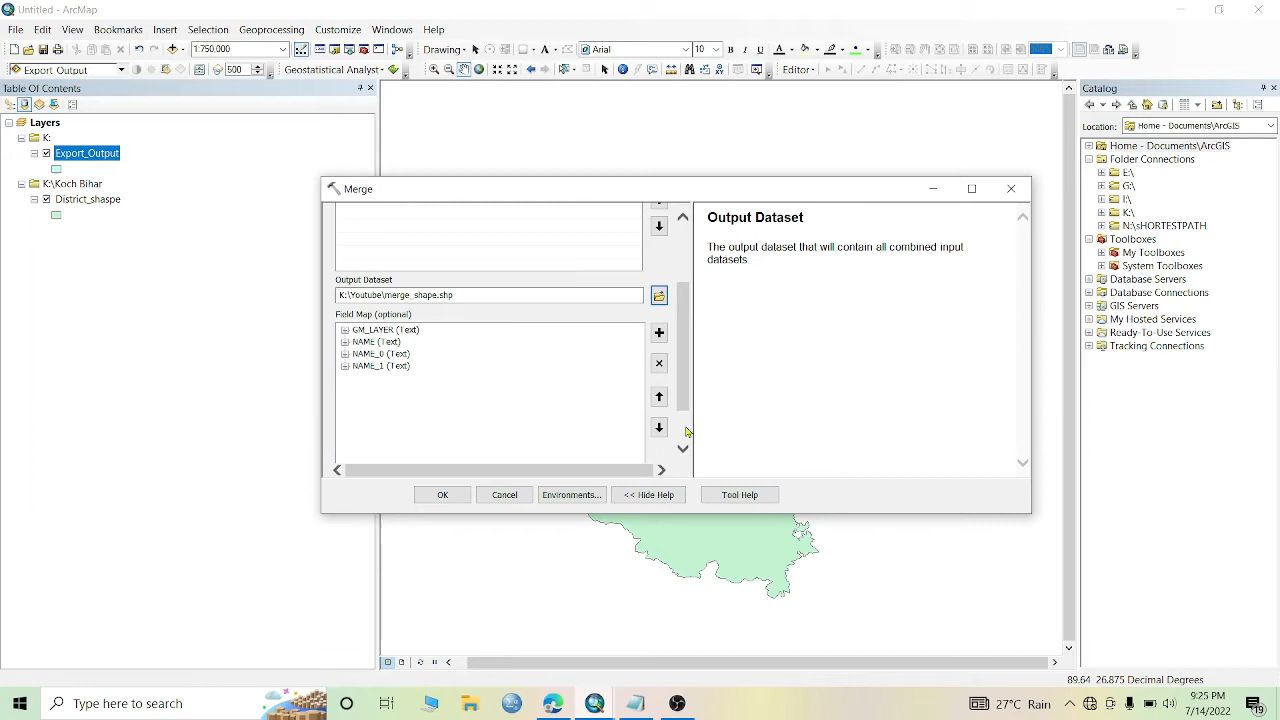 Untitled - ArcMap
File Edit View Bookmarks Insert Selection Geoprocessing Customize Windows Help
1:750,000 Drawing Arial 10 B I U A
Export Output Editor
Table Of Contents
Layers
K:
Export_Output
K:\Koch Bihar
District_shaspe
Merge
Output Dataset
K:\Youtube\merge_shape.shp
Field Map (optional)
GM_LAYER (Text)
NAME (Text)
NAME_0 (Text)
NAME_1 (Text)
OK Cancel Environments... << Hide Help Tool Help
Output Dataset
The output dataset that will contain all combined input
datasets.
Catalog
Location: Home - Documents\ArcGIS
Home - Documents\ArcGIS
Folder Connections
E:\
G:\
I:\
K:\
N:\sHORTESTPATH
Toolboxes
My Toolboxes
System Toolboxes
Database Servers
Database Connections
GIS Servers
My Hosted Services
Ready-To-Use Services
Tracking Connections
89.64 26.875 Decimal Degrees
Type here to search
27°C Rain
9:25 PM
7/14/2022
19